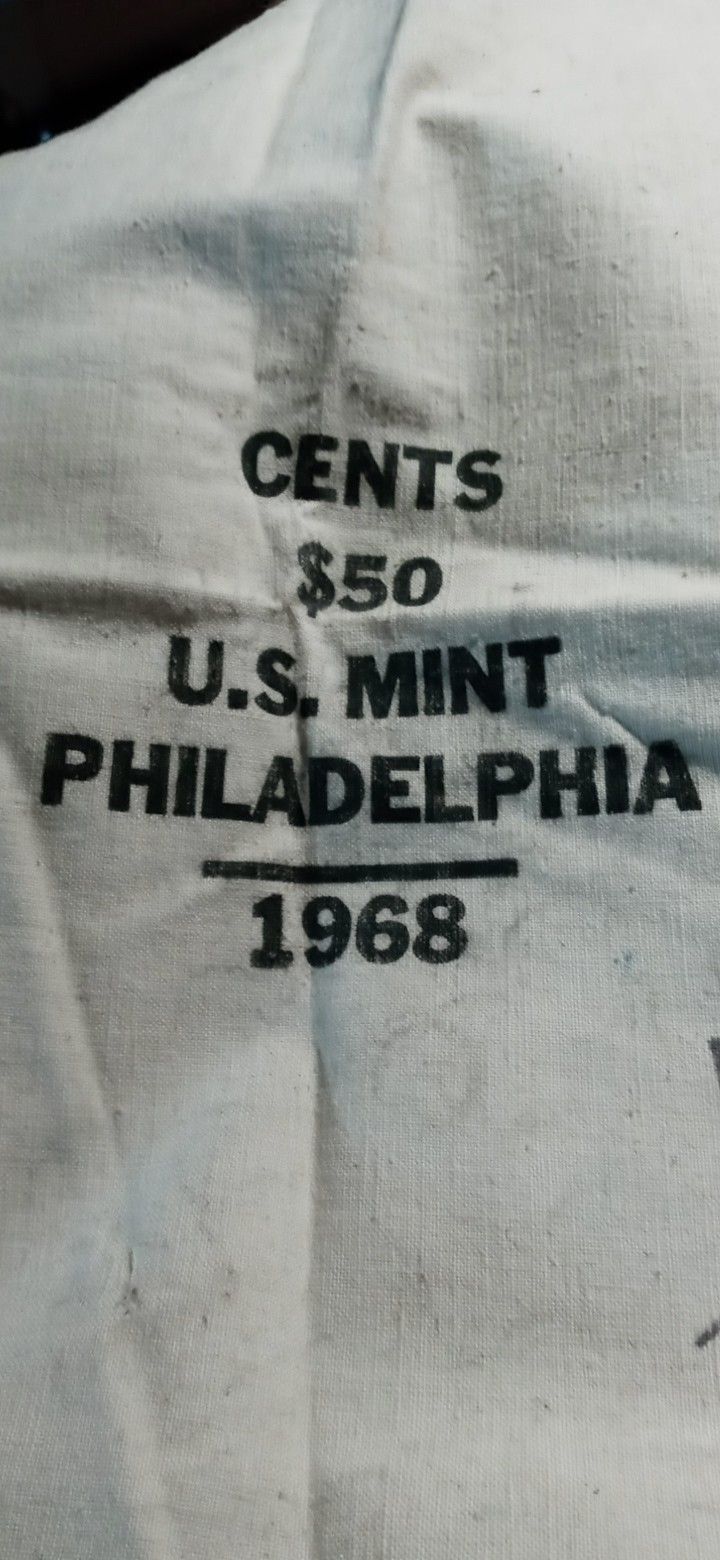 CENTS
$50
U.S. MINT
PHILADELPHIA
1968